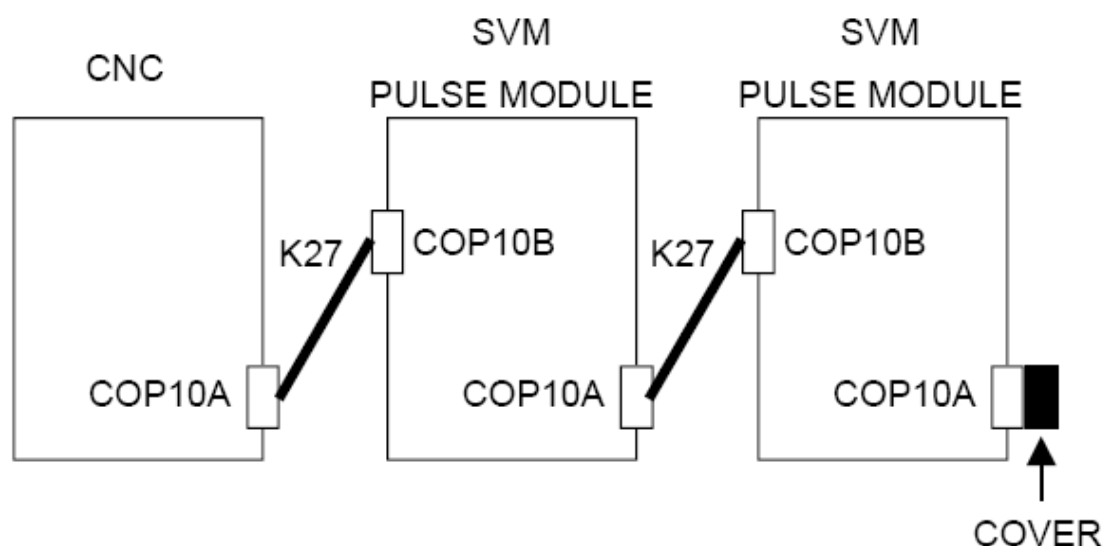 CNC
SVM
PULSE MODULE
SVM
PULSE MODULE
K27
COP10B
K27
COP10B
COP10A
COP10A
COP10A
COVER